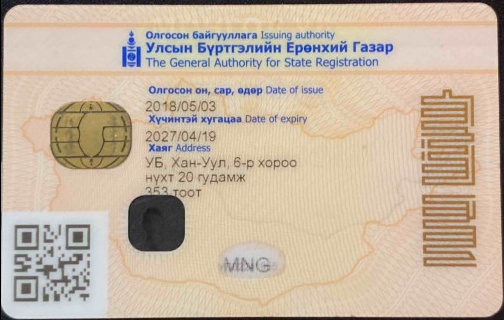 Олгосон байгууллага Issuing authority
Улсын Бүртгэлийн Ерөнхий Газар
The General Authority for State Registration
Олгосон он, сар, өдөр Date of issue
2018/05/03
Хүчинтэй хугацаа Date of expiry
2027/04/19
Хаяг Address
УБ, Хан-Уул, 6-р хороо
нүхт 20 гудамж
353 тоот
MNG